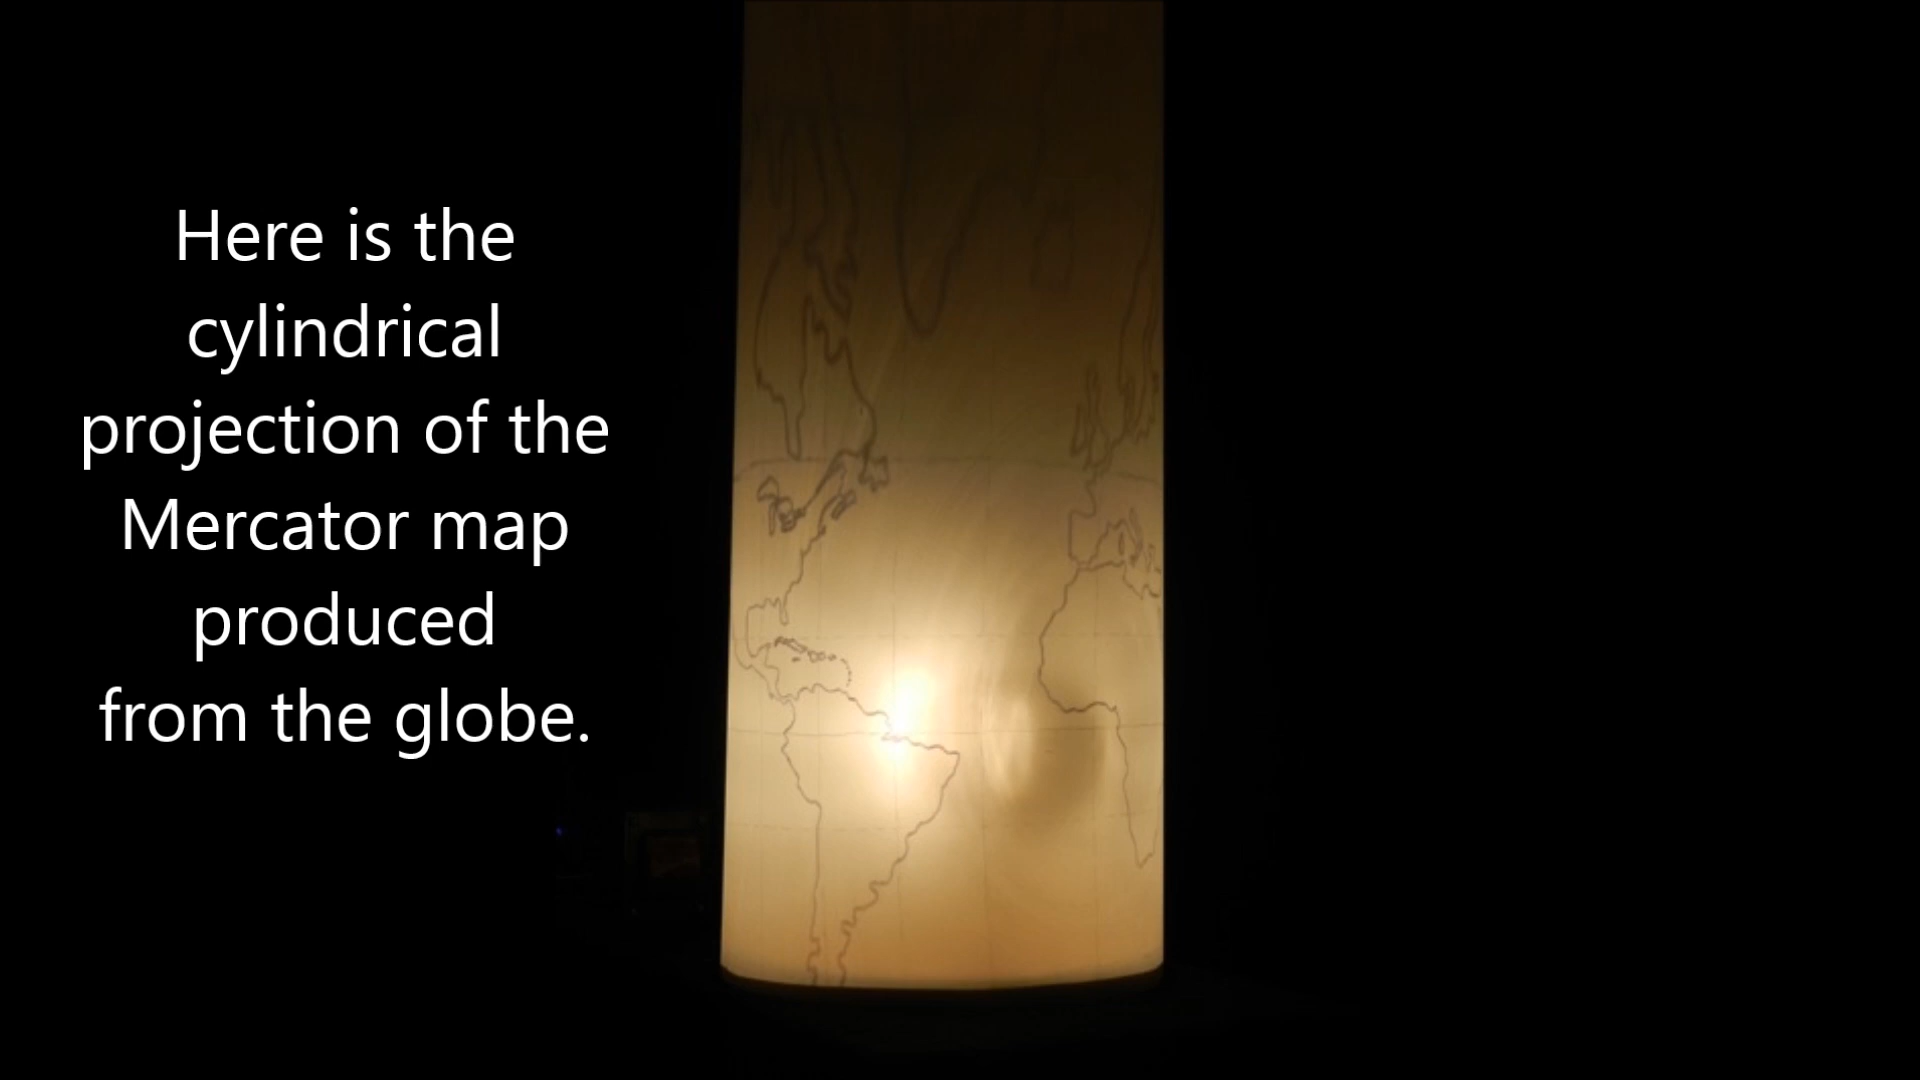 Here is the
cylindrical
projection of the
Mercator map
produced
from the globe.